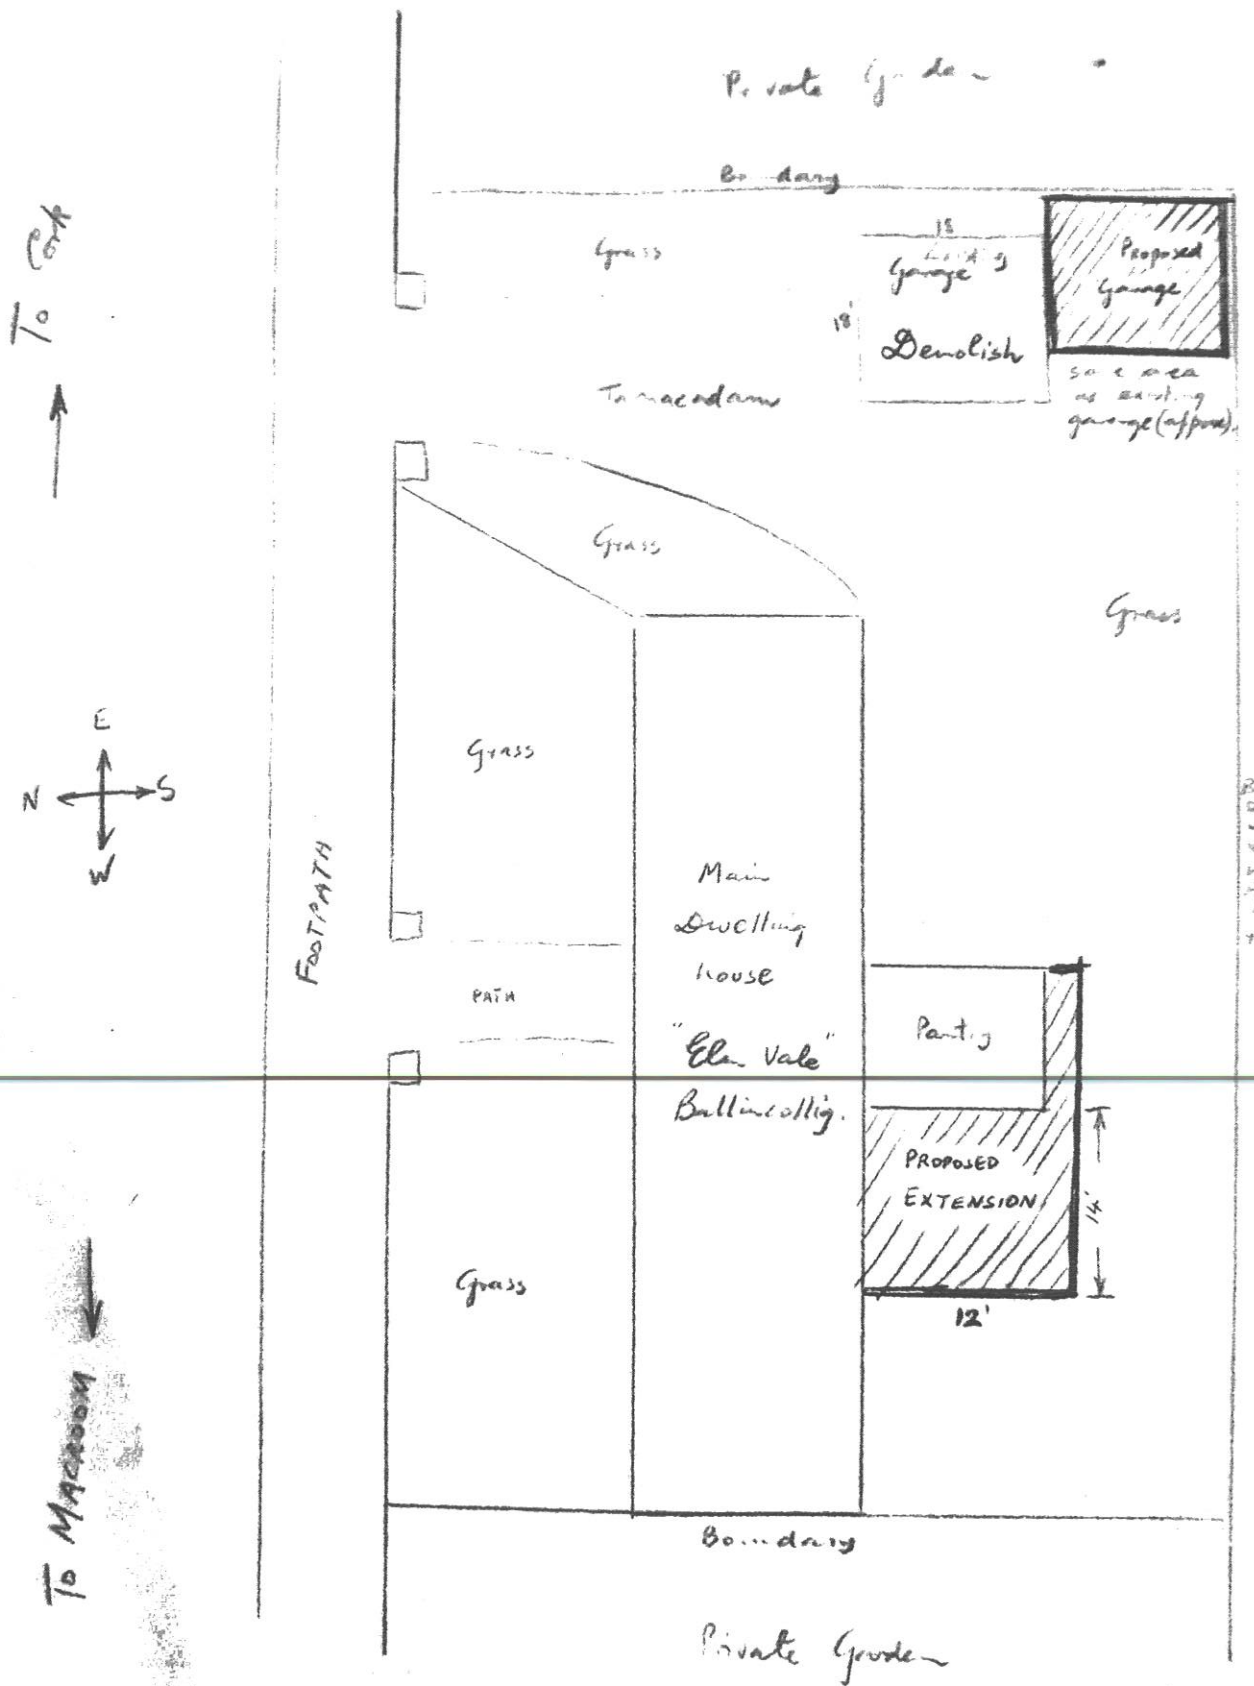 Private Garden
Boundary
To Cork
Grass
15
Existing
Garage
18'
Demolish
Proposed
Garage
same area
as existing
garage (approx).
Tarmacadam
Grass
Grass
Grass
E
N
S
W
FOOTPATH
Main
Dwelling
house
"Elm Vale"
Ballincollig.
PATH
Pantry
PROPOSED
EXTENSION
14'
12'
Grass
To MACROOM
Boundary
Private Garden